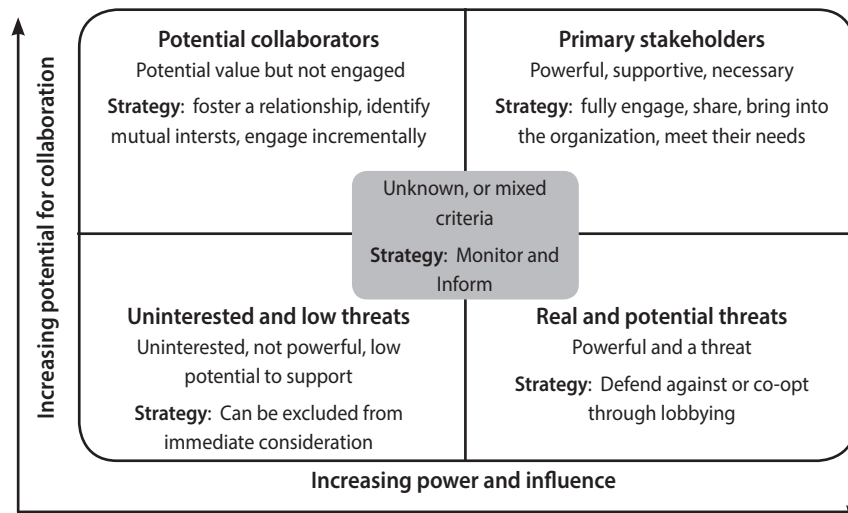 Increasing potential for collaboration
Potential collaborators
Potential value but not engaged
Strategy: foster a relationship, identify
mutual intersts, engage incrementally
Primary stakeholders
Powerful, supportive, necessary
Strategy: fully engage, share, bring into
the organization, meet their needs
Unknown, or mixed
criteria
Strategy: Monitor and
Inform
Uninterested and low threats
Uninterested, not powerful, low
potential to support
Strategy: Can be excluded from
immediate consideration
Real and potential threats
Powerful and a threat
Strategy: Defend against or co-opt
through lobbying
Increasing power and influence